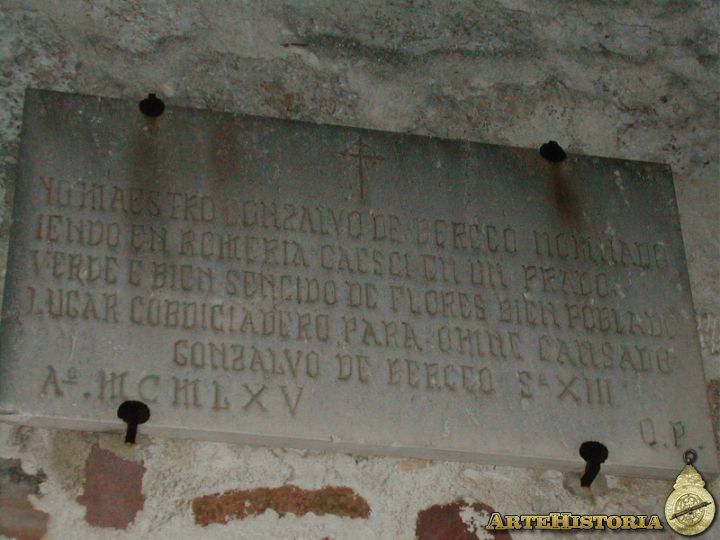 YO MAESTRO GONZALVO DE BERCEO NOMNADO
IENDO EN ROMERIA CAESCI EN UN PRADO
VERDE E BIEN SENCIDO DE FLORES BIEN POBLADO
LUGAR COBDICIADERO PARA OMNE CANSADO
GONZALVO DE BERCEO S. XIII
Aº. MCMLXV
O. P.
ARTEHISTORIA